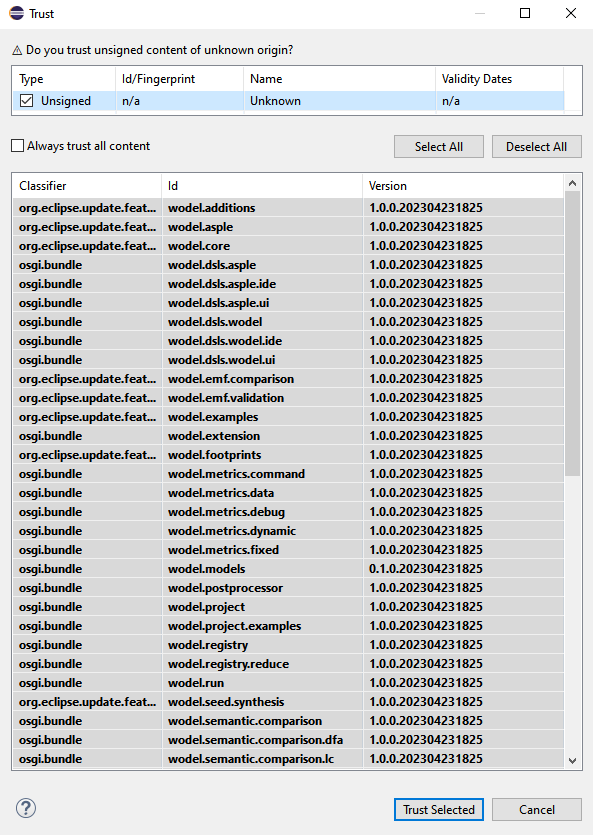 Trust
Do you trust unsigned content of unknown origin?
Type Id/Fingerprint Name Validity Dates
Unsigned n/a Unknown n/a
Always trust all content Select All Deselect All
Classifier Id Version
org.eclipse.update.feat... wodel.additions 1.0.0.202304231825
org.eclipse.update.feat... wodel.asple 1.0.0.202304231825
org.eclipse.update.feat... wodel.core 1.0.0.202304231825
osgi.bundle wodel.dsls.asple 1.0.0.202304231825
osgi.bundle wodel.dsls.asple.ide 1.0.0.202304231825
osgi.bundle wodel.dsls.asple.ui 1.0.0.202304231825
osgi.bundle wodel.dsls.wodel 1.0.0.202304231825
osgi.bundle wodel.dsls.wodel.ide 1.0.0.202304231825
osgi.bundle wodel.dsls.wodel.ui 1.0.0.202304231825
org.eclipse.update.feat... wodel.emf.comparison 1.0.0.202304231825
org.eclipse.update.feat... wodel.emf.validation 1.0.0.202304231825
org.eclipse.update.feat... wodel.examples 1.0.0.202304231825
osgi.bundle wodel.extension 1.0.0.202304231825
org.eclipse.update.feat... wodel.footprints 1.0.0.202304231825
osgi.bundle wodel.metrics.command 1.0.0.202304231825
osgi.bundle wodel.metrics.data 1.0.0.202304231825
osgi.bundle wodel.metrics.debug 1.0.0.202304231825
osgi.bundle wodel.metrics.dynamic 1.0.0.202304231825
osgi.bundle wodel.metrics.fixed 1.0.0.202304231825
osgi.bundle wodel.models 0.1.0.202304231825
osgi.bundle wodel.postprocessor 1.0.0.202304231825
osgi.bundle wodel.project 1.0.0.202304231825
osgi.bundle wodel.project.examples 1.0.0.202304231825
osgi.bundle wodel.registry 1.0.0.202304231825
osgi.bundle wodel.registry.reduce 1.0.0.202304231825
osgi.bundle wodel.run 1.0.0.202304231825
org.eclipse.update.feat... wodel.seed.synthesis 1.0.0.202304231825
osgi.bundle wodel.semantic.comparison 1.0.0.202304231825
osgi.bundle wodel.semantic.comparison.dfa 1.0.0.202304231825
osgi.bundle wodel.semantic.comparison.lc 1.0.0.202304231825
? Trust Selected Cancel